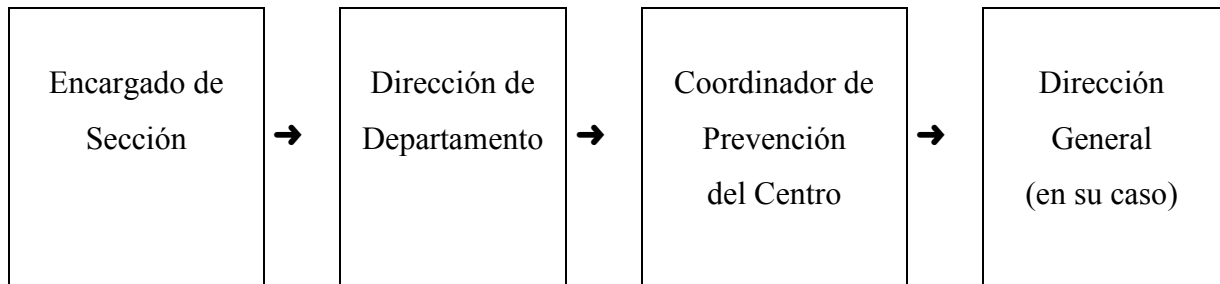 Encargado de
Sección
➜
Dirección de
Departamento
➜
Coordinador de
Prevención
del Centro
➜
Dirección
General
(en su caso)